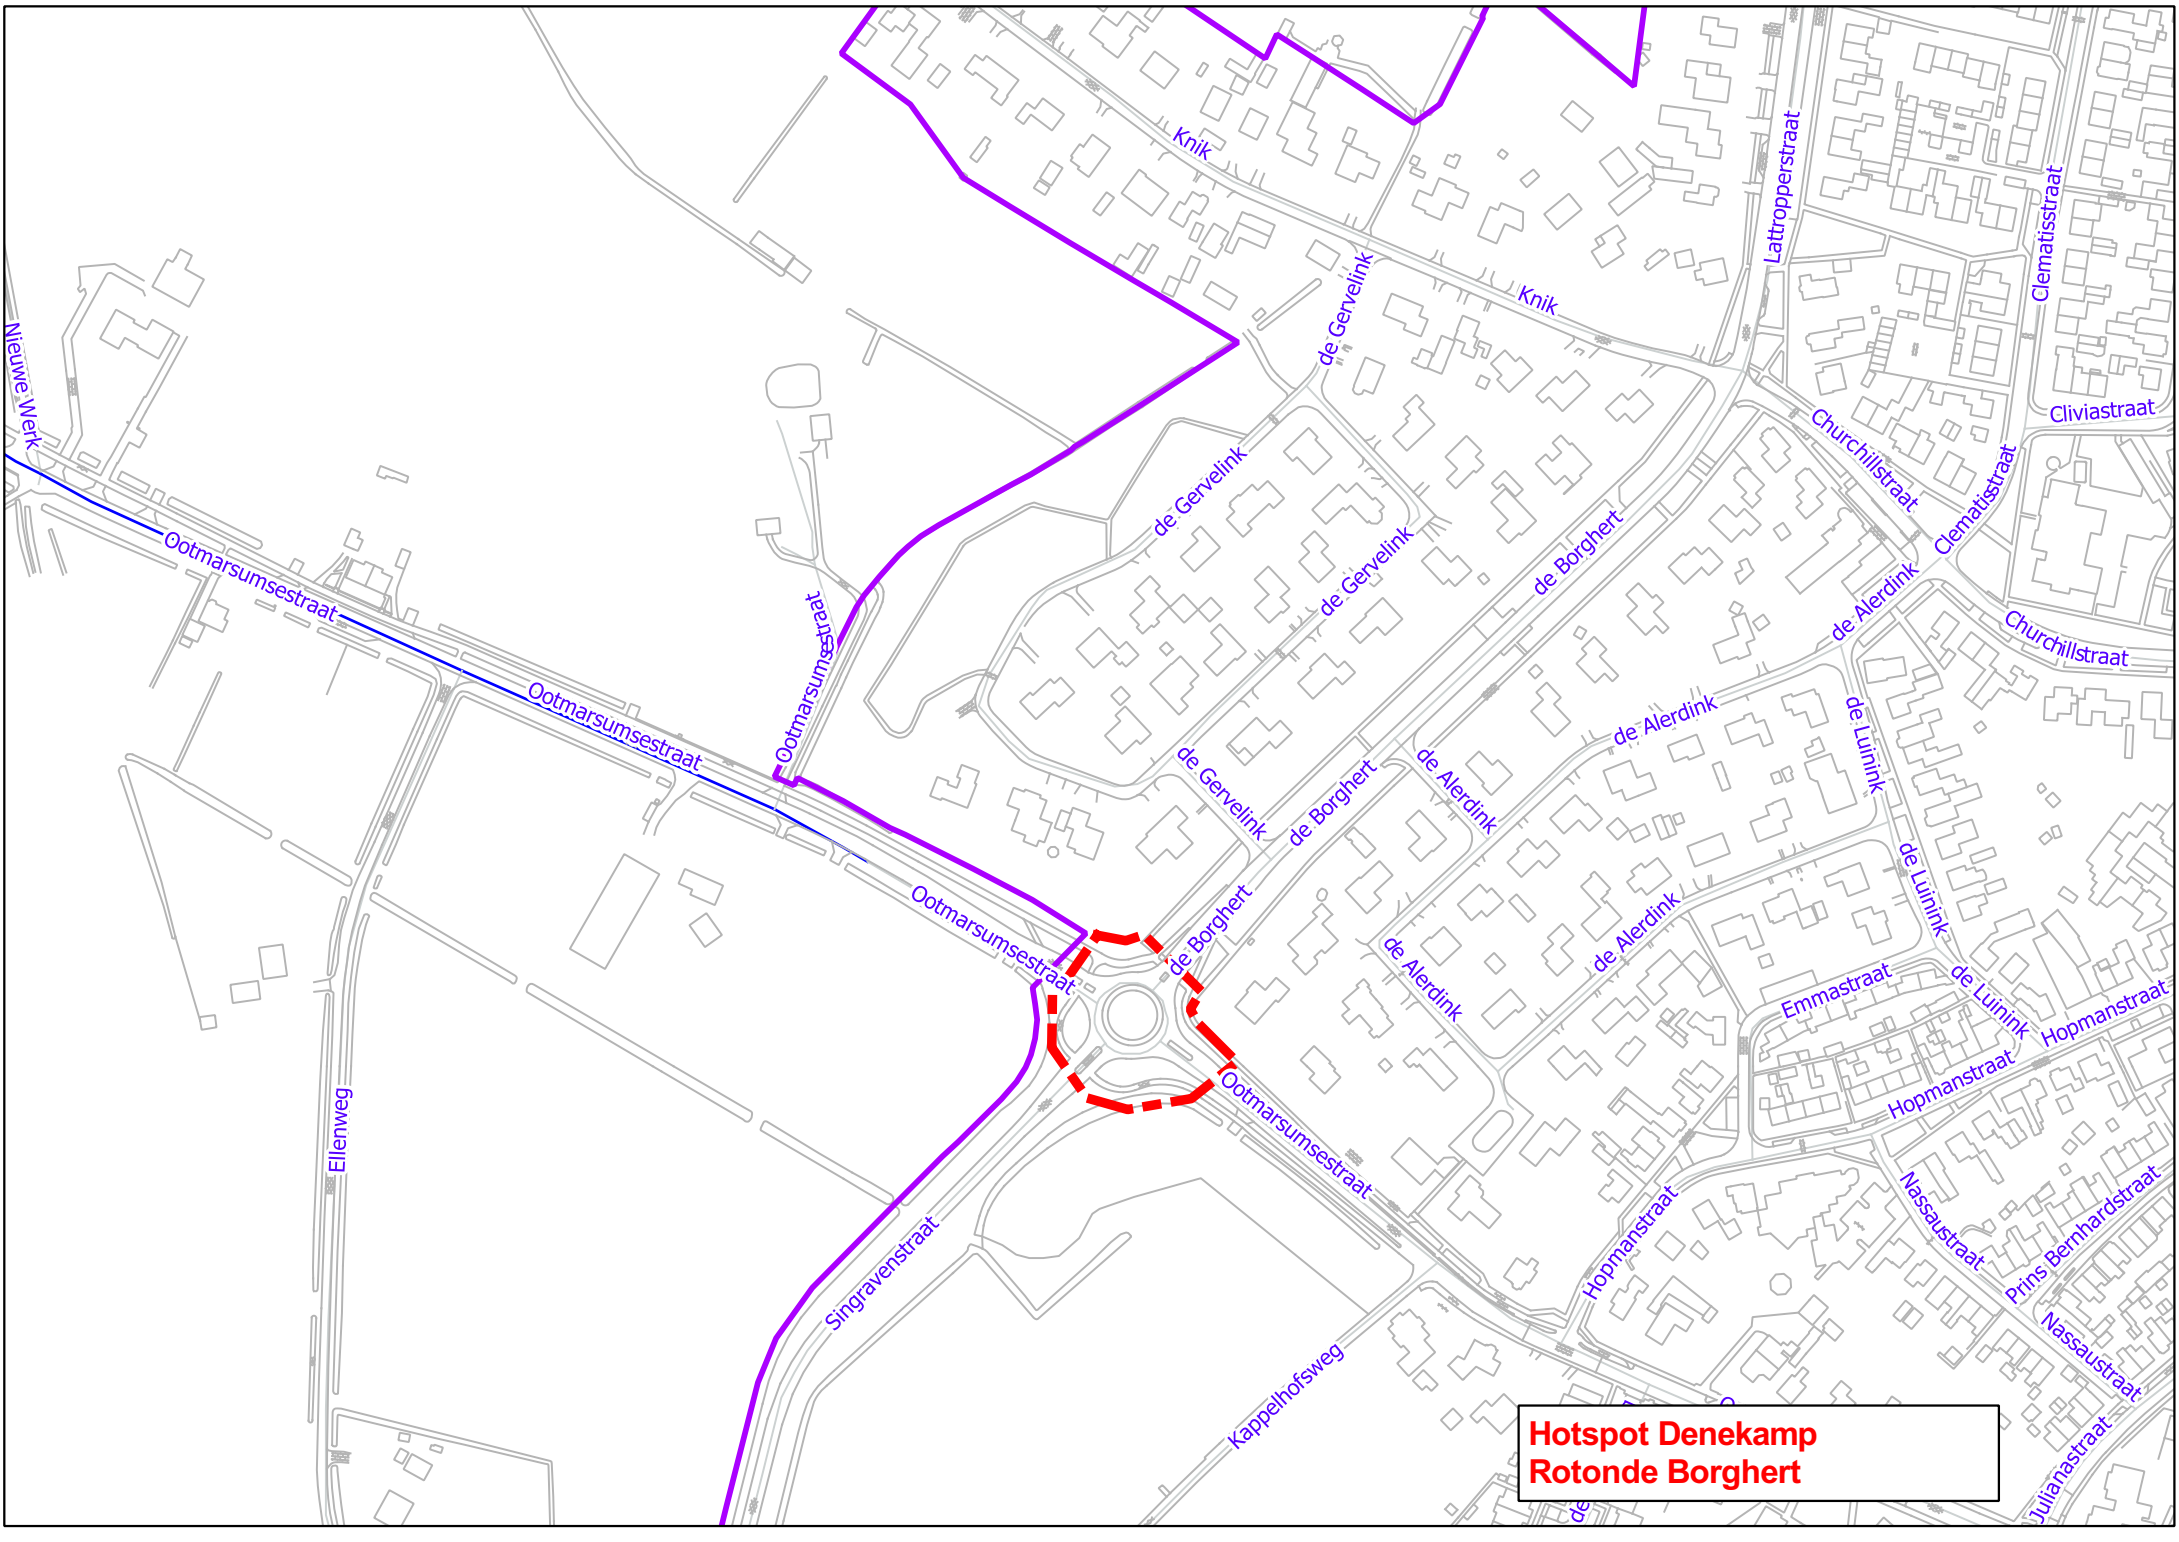 Knik
Lattropperstraat
Clematisstraat
Knik
de Gervelink
Nieuwe Werk
Cliviastraat
Churchillstraat
Clematisstraat
de Gervelink
de Gervelink
de Borghert
Ootmarsumsestraat
Ootmarsumsestraat
de Alerdink
Churchillstraat
Ootmarsumsestraat
de Alerdink
de Luinink
de Gervelink
de Borghert
de Alerdink
Ootmarsumsestraat
de Borghert
de Alerdink
de Alerdink
de Luinink
Emmastraat
de Luinink
Hopmanstraat
Hopmanstraat
Ellenweg
Ootmarsumsestraat
Singravenstraat
Hopmanstraat
Nassaustraat
Prins Bernhardstraat
Nassaustraat
Kappelhofsweg
Julianastraat
de
Hotspot Denekamp
Rotonde Borghert